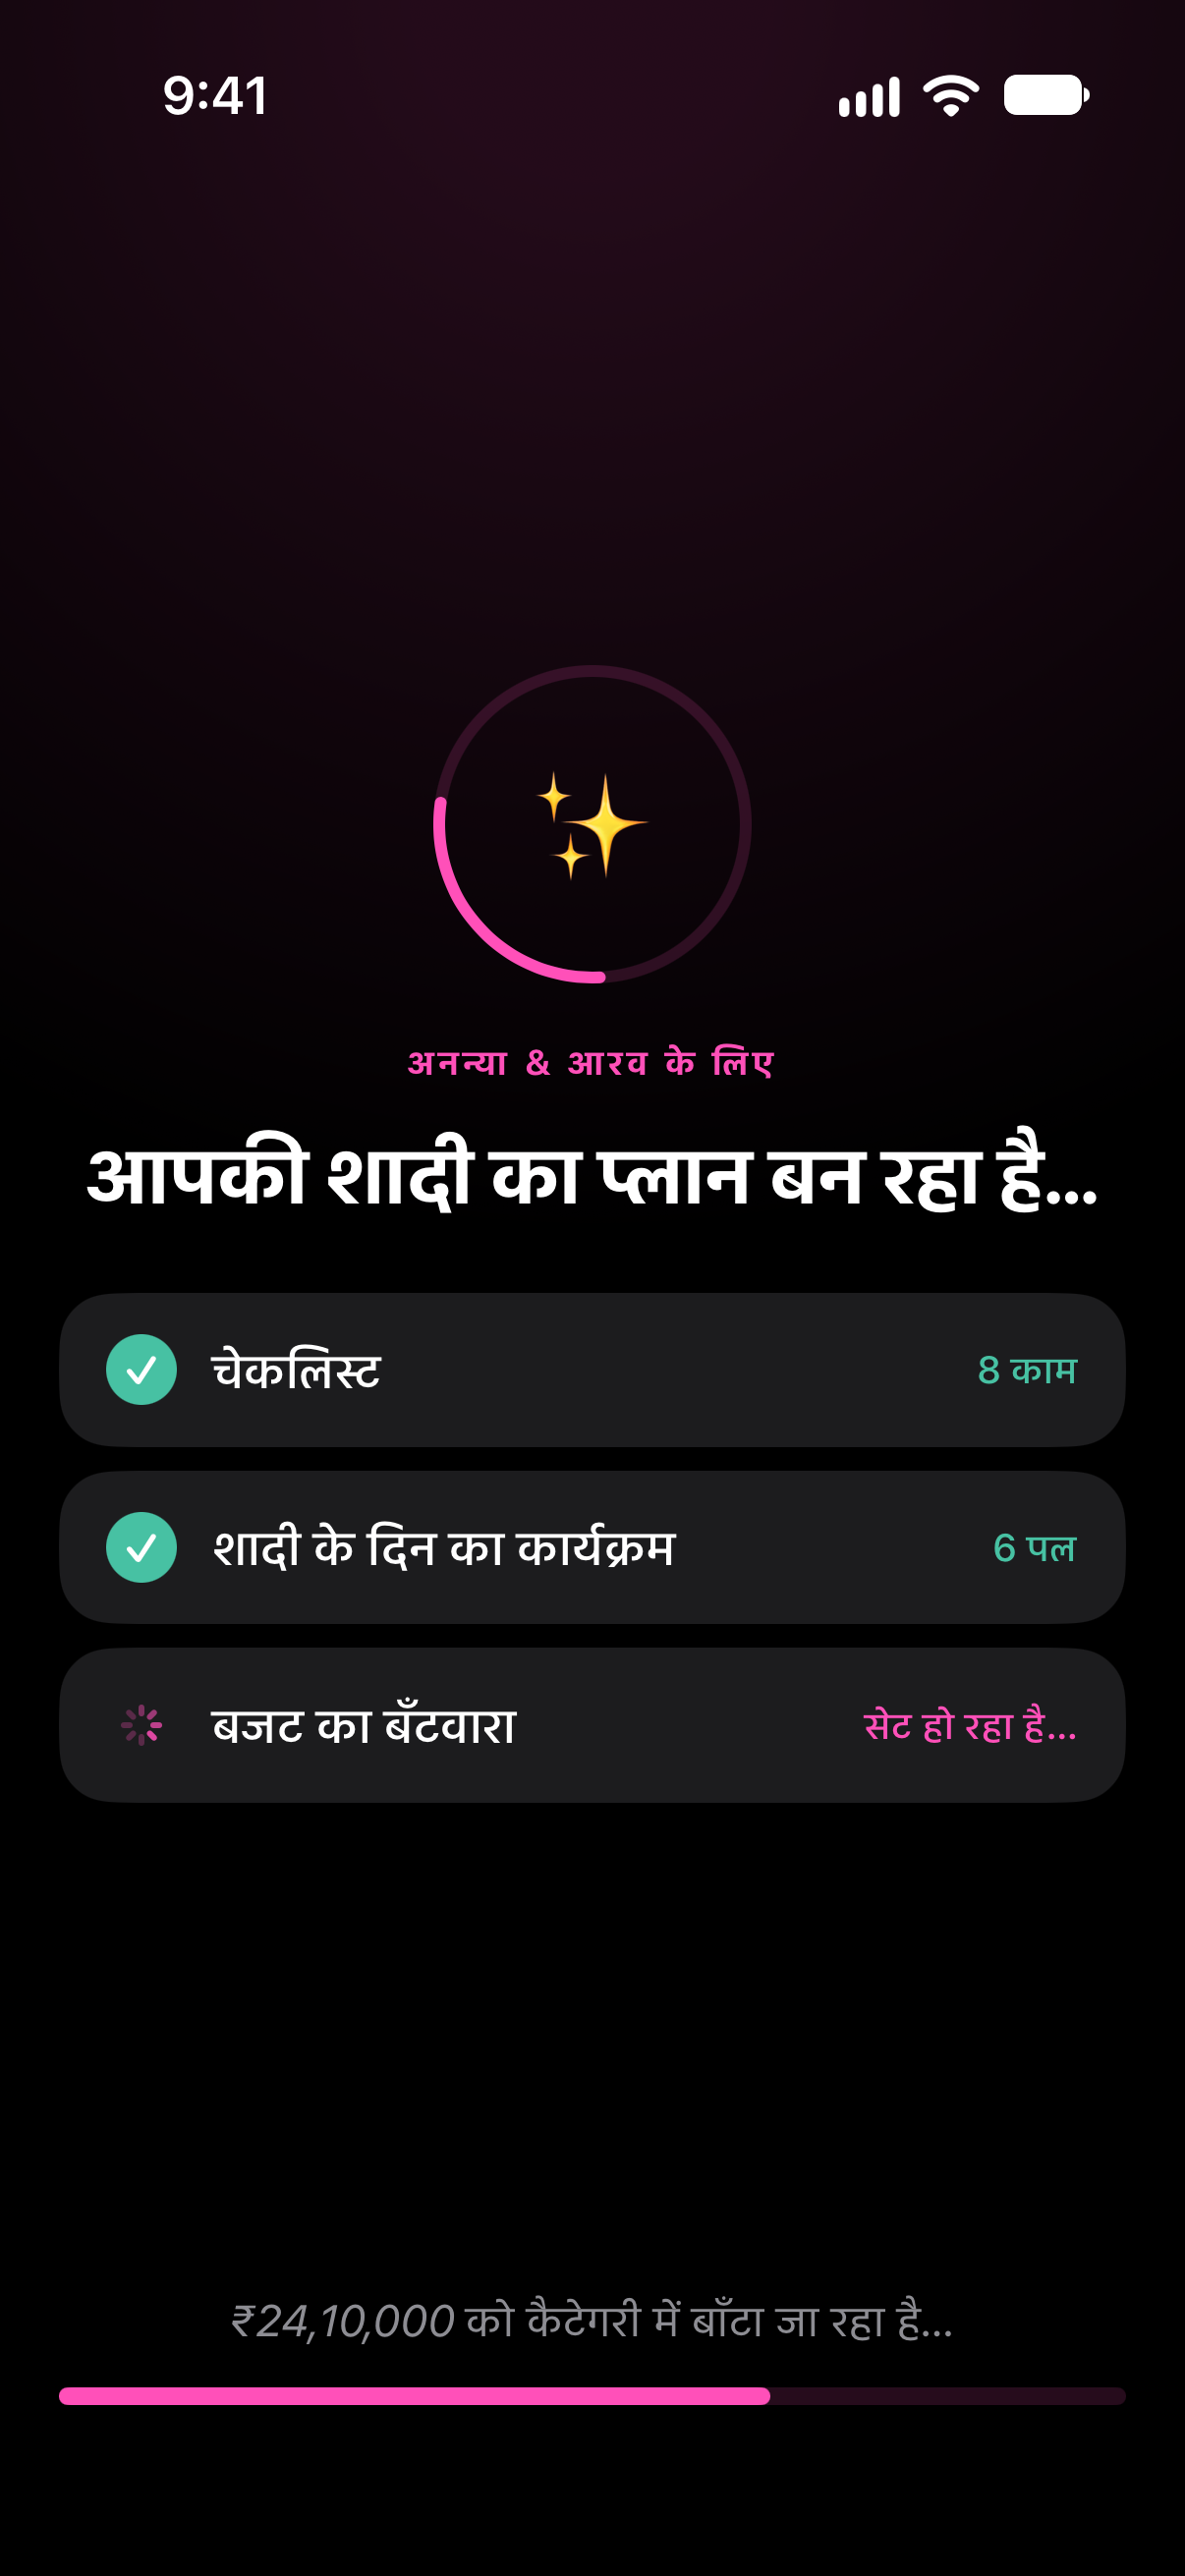 9:41
अनन्या & आरव के लिए
आपकी शादी का प्लान बन रहा है...
चेकलिस्ट
8 काम
शादी के दिन का कार्यक्रम
6 पल
बजट का बँटवारा
सेट हो रहा है...
₹24,10,000 को कैटेगरी में बाँटा जा रहा है...